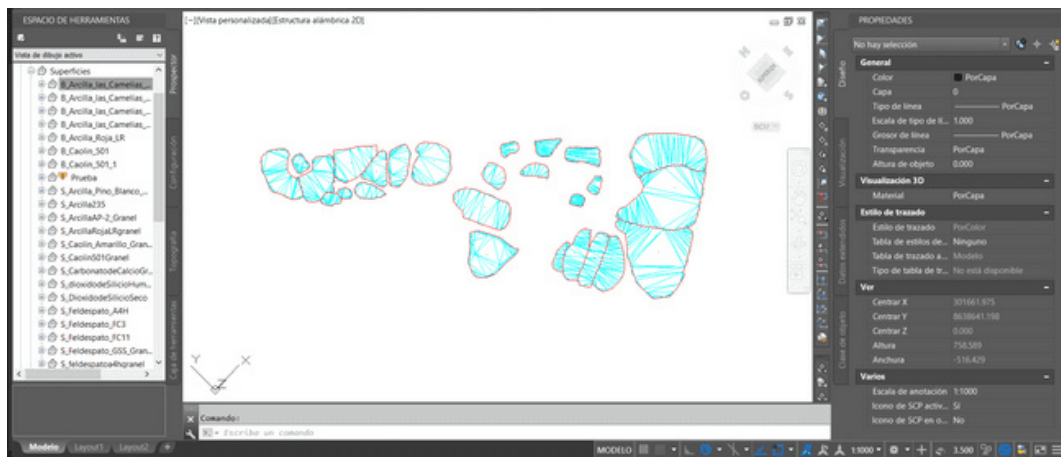 ESPACIO DE HERRAMIENTAS
Vista de dibujo activo
Superficies
B_Arcilla_las_Camelias_...
B_Arcilla_las_Camelias_...
B_Arcilla_las_Camelias_...
B_Arcilla_Roja_LR
B_Caolin_501
B_Caolin_501_1
Prueba
S_Arcilla_Pino_Blanco_...
S_Arcilla235
S_ArcillaAP-2_Granel
S_ArcillaRojaLRgranel
S_Caolin_Amarillo_Gran...
S_Caolin501Granel
S_CarbonatodeCalcioGr...
S_dioxidodeSilicioHum...
S_DioxidodeSilicioSeco
S_Feldespato_A4H
S_Feldespato_FC3
S_Feldespato_FC11
S_Feldespato_GSS_Gran...
S_feldespatoa4hgranel
Prospector
Configuración
Topografía
Caja de herramientas
[−][Vista personalizada][Estructura alámbrica 2D]
N
O
S
SUPERIOR
SCU
Y
X
Z
Comando:
Escriba un comando
Modelo
Layout1
Layout2
+
MODELO
1:1000
3.500
PROPIEDADES
No hay selección
Diseño
Visualización
Datos extendidos
Clase de objeto
General
Color PorCapa
Capa 0
Tipo de línea PorCapa
Escala de tipo de lí... 1.000
Grosor de línea PorCapa
Transparencia PorCapa
Altura de objeto 0.000
Visualización 3D
Material PorCapa
Estilo de trazado
Estilo de trazado PorColor
Tabla de estilos de... Ninguno
Tabla de trazado a... Modelo
Tipo de tabla de tr... No está disponible
Ver
Centrar X 301661.975
Centrar Y 8638641.198
Centrar Z 0.000
Altura 758.589
Anchura -516.429
Varios
Escala de anotación 1:1000
Icono de SCP activ... Sí
Icono de SCP en o... No